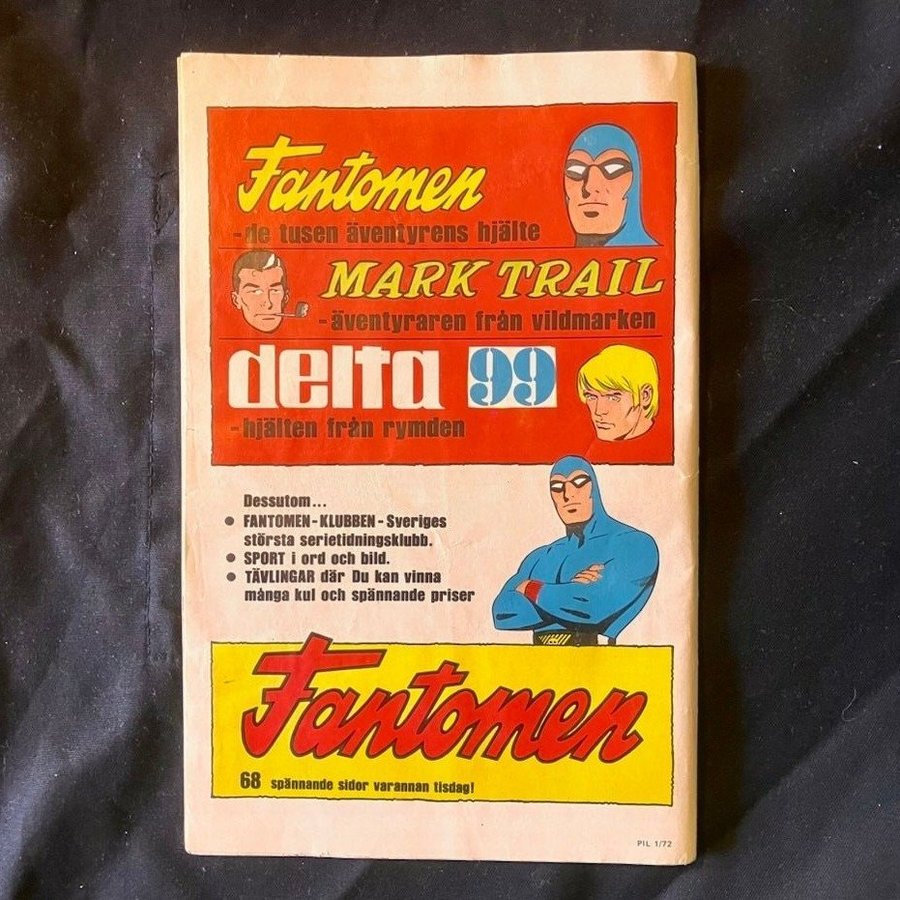 Fantomen
-de tusen äventyrens hjälte
MARK TRAIL
-äventyraren från vildmarken
delta 99
-hjälten från rymden
Dessutom...
● FANTOMEN-KLUBBEN-Sveriges
största serietidningsklubb.
● SPORT i ord och bild.
● TÄVLINGAR där Du kan vinna
många kul och spännande priser
Fantomen
68 spännande sidor varannan tisdag!
PIL 1/72